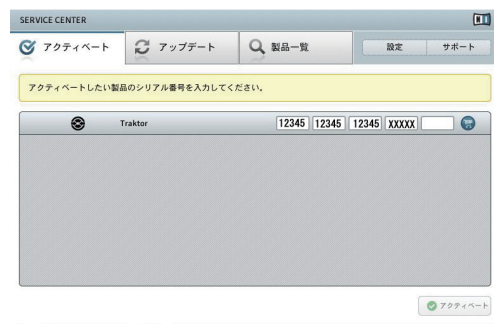 SERVICE CENTER
アクティベート
アップデート
製品一覧
設定
サポート
アクティベートしたい製品のシリアル番号を入力してください。
Traktor
12345 12345 12345 XXXXX
アクティベート